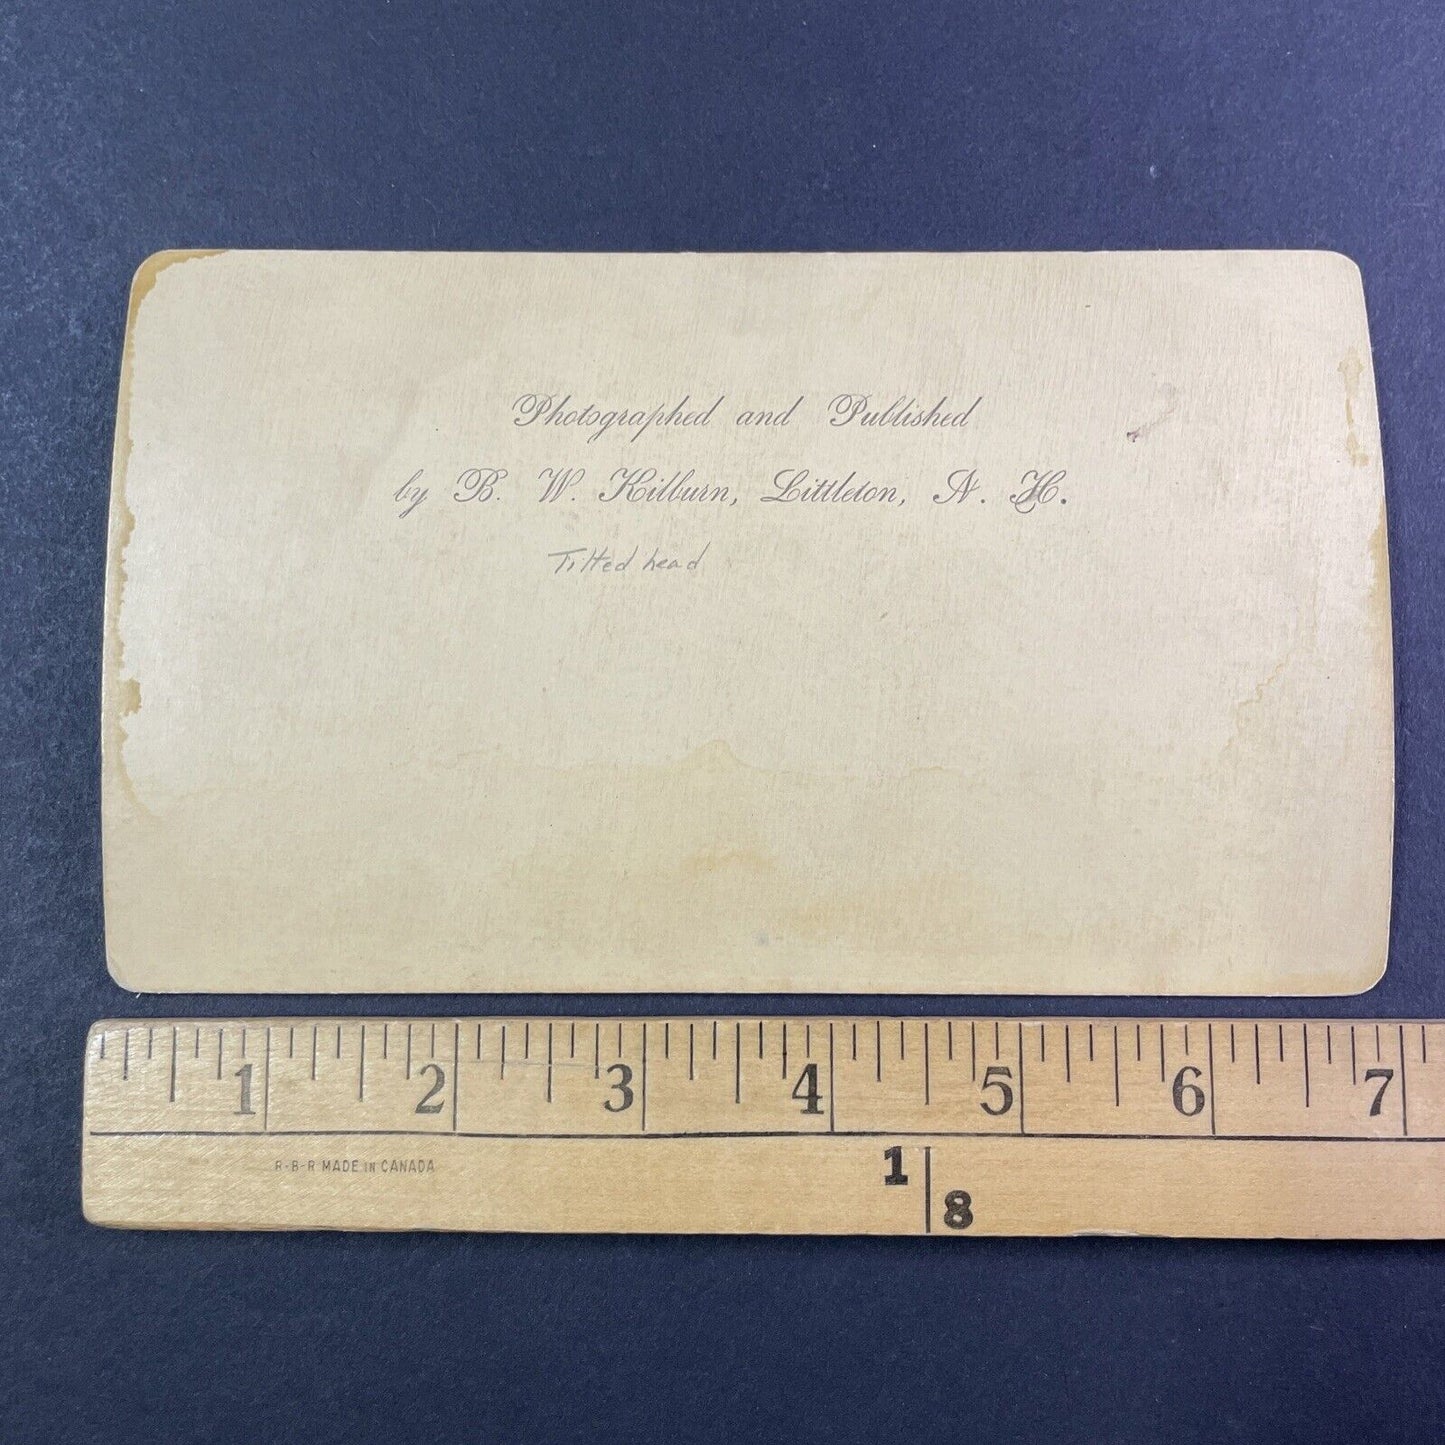 Photographed and Published
by B. W. Kilburn, Littleton, N. H.
Tilted head
1 2 3 4 5 6 7
R-B-R MADE IN CANADA
1
8